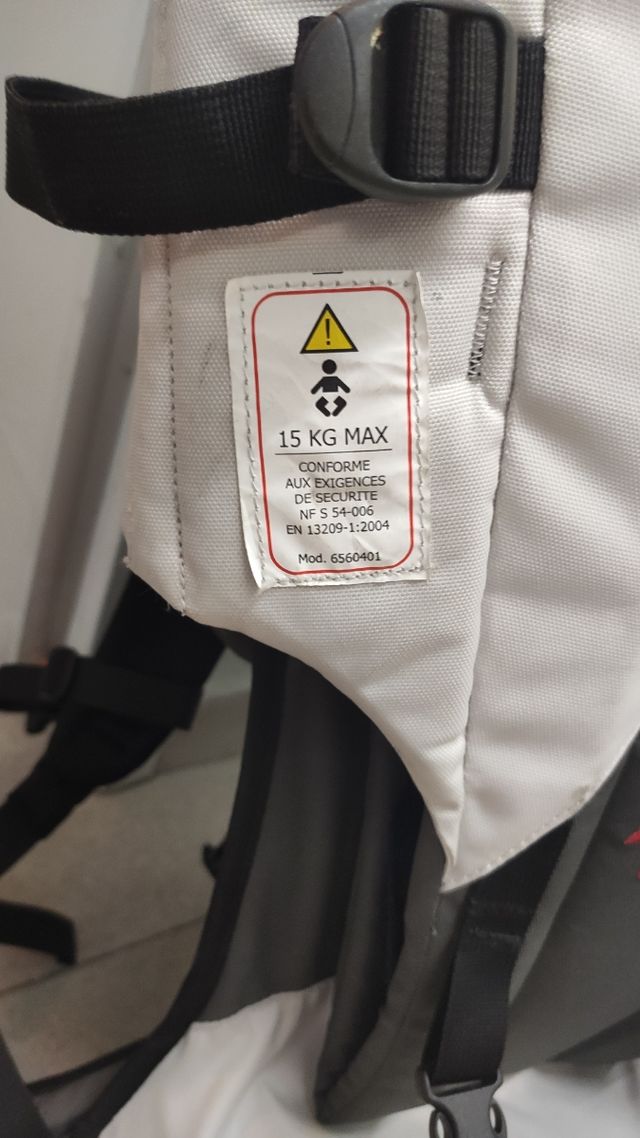 15 KG MAX
CONFORME
AUX EXIGENCES
DE SECURITE
NF S 54-006
EN 13209-1:2004
Mod. 6560401